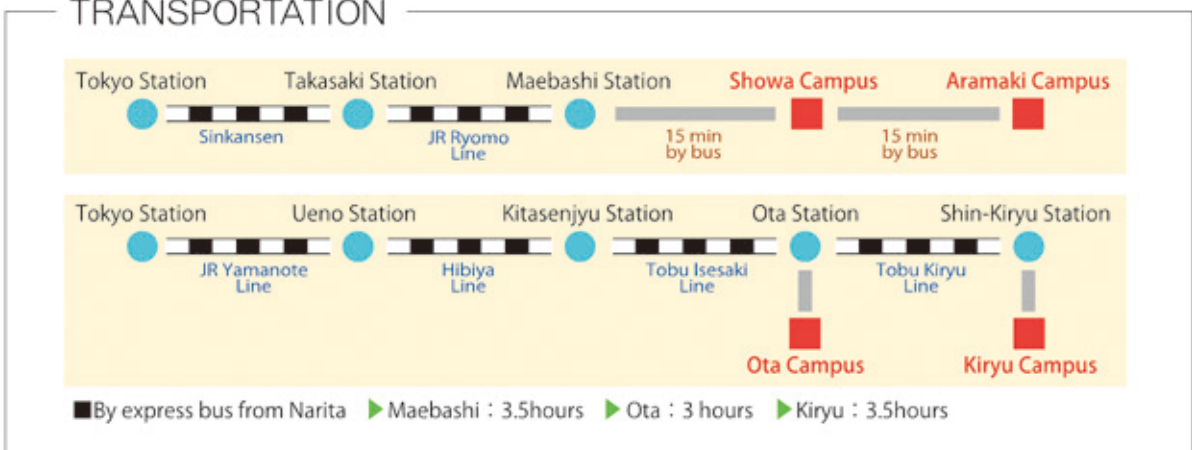 TRANSPORTATION
Tokyo Station Takasaki Station Maebashi Station Showa Campus Aramaki Campus
Sinkansen JR Ryomo 15 min 15 min
Line by bus by bus
Tokyo Station Ueno Station Kitasenjyu Station Ota Station Shin-Kiryu Station
JR Yamanote Hibiya Tobu Isesaki Tobu Kiryu
Line Line Line Line
Ota Campus Kiryu Campus
■By express bus from Narita ▶Maebashi：3.5hours ▶Ota：3 hours ▶Kiryu：3.5hours